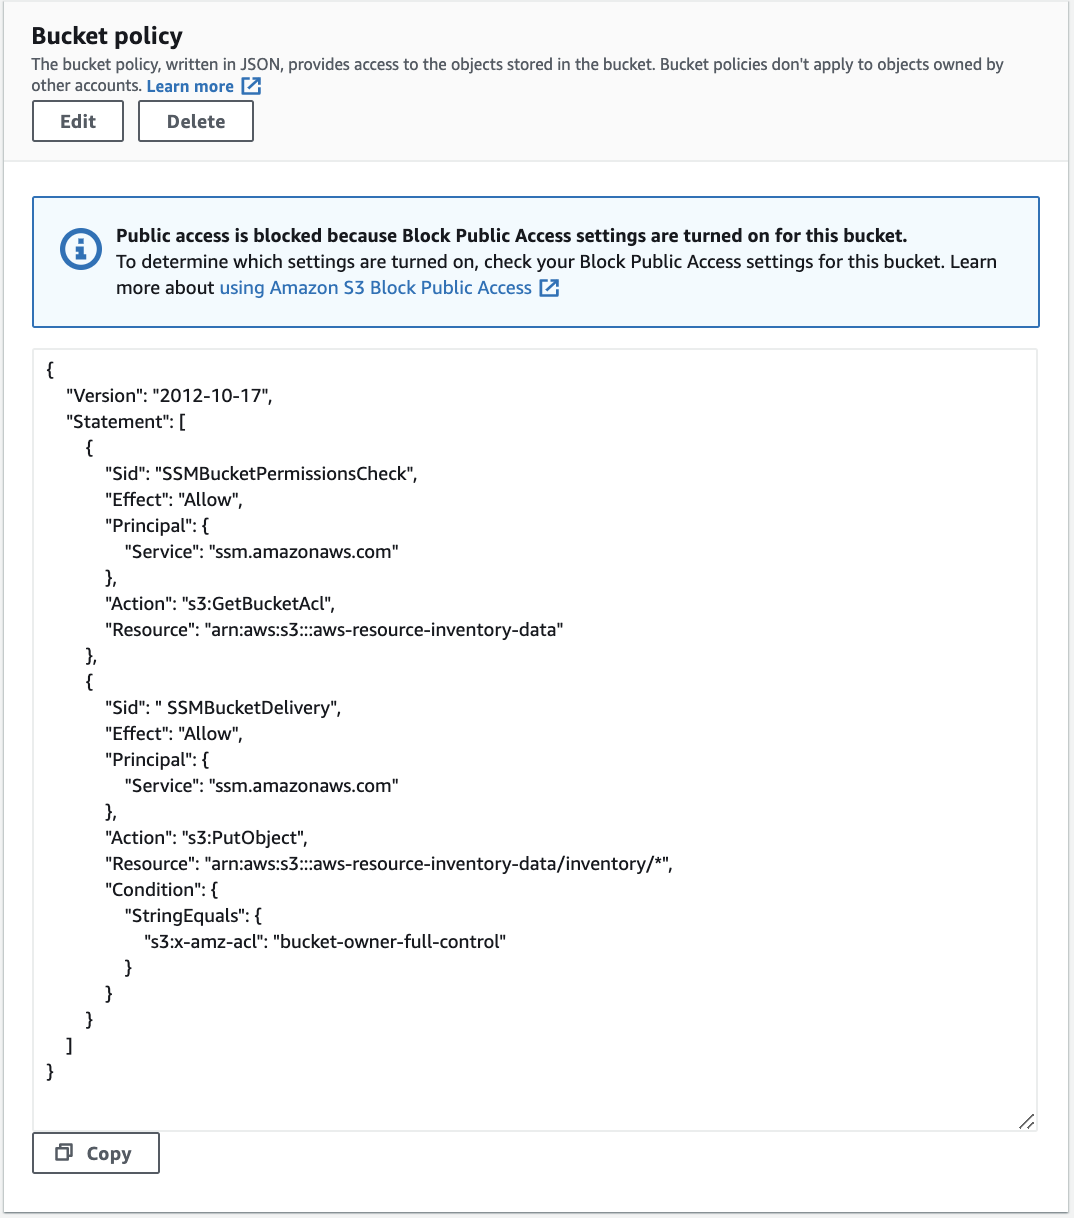 Bucket policy
The bucket policy, written in JSON, provides access to the objects stored in the bucket. Bucket policies don't apply to objects owned by
other accounts. Learn more
Edit Delete
Public access is blocked because Block Public Access settings are turned on for this bucket.
To determine which settings are turned on, check your Block Public Access settings for this bucket. Learn
more about using Amazon S3 Block Public Access
{
"Version": "2012-10-17",
"Statement": [
{
"Sid": "SSMBucketPermissionsCheck",
"Effect": "Allow",
"Principal": {
"Service": "ssm.amazonaws.com"
},
"Action": "s3:GetBucketAcl",
"Resource": "arn:aws:s3:::aws-resource-inventory-data"
},
{
"Sid": " SSMBucketDelivery",
"Effect": "Allow",
"Principal": {
"Service": "ssm.amazonaws.com"
},
"Action": "s3:PutObject",
"Resource": "arn:aws:s3:::aws-resource-inventory-data/inventory/*",
"Condition": {
"StringEquals": {
"s3:x-amz-acl": "bucket-owner-full-control"
}
}
}
]
}
Copy